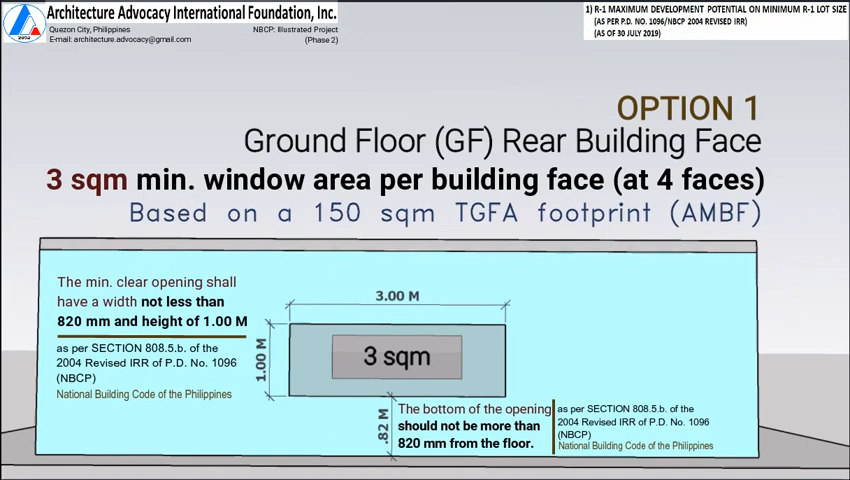 Architecture Advocacy International Foundation, Inc.
Quezon City, Philippines
NBCP: Illustrated Project
E-mail: architecture.advocacy@gmail.com
(Phase 2)
1) R-1 MAXIMUM DEVELOPMENT POTENTIAL ON MINIMUM R-1 LOT SIZE
(AS PER P.D. NO. 1096/NBCP 2004 REVISED IRR)
(AS OF 30 JULY 2019)
OPTION 1
Ground Floor (GF) Rear Building Face
3 sqm min. window area per building face (at 4 faces)
Based on a 150 sqm TGFA footprint (AMBF)
The min. clear opening shall
have a width not less than
820 mm and height of 1.00 M
as per SECTION 808.5.b. of the
2004 Revised IRR of P.D. No. 1096
(NBCP)
National Building Code of the Philippines
3.00 M
1.00 M
3 sqm
.82 M
The bottom of the opening
should not be more than
820 mm from the floor.
as per SECTION 808.5.b. of the
2004 Revised IRR of P.D. No. 1096
(NBCP)
National Building Code of the Philippines